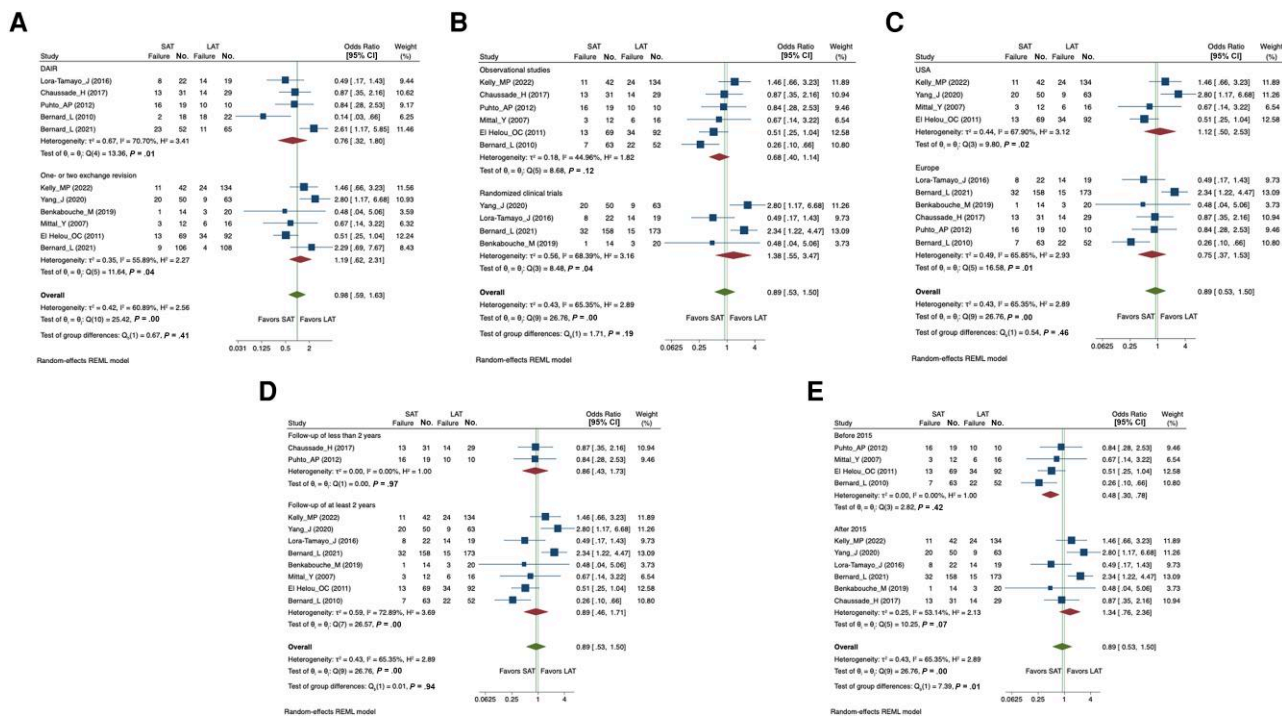 A
SAT LAT Odds Ratio Weight
Study Failure No. Failure No. [95% CI] (%)
DAIR
Lora-Tamayo_J (2016) 8 22 14 19 0.49 [.17, 1.43) 9.44
Chaussade_H (2017) 13 31 14 29 0.87 [.35, 2.16] 10.62
Puhto_AP (2012) 16 19 10 10 0.84 [.28, 2.53] 9.46
Bernard_L (2010) 2 18 18 22 0.14 [.03, .66] 6.25
Bernard_L (2021) 23 52 11 65 2.61 [1.17, 5.85] 11.46
Heterogeneity: τ² = 0.67, I² = 70.70%, H² = 3.41 0.76 [.32, 1.80]
Test of θᵢ = θⱼ: Q(4) = 13.36, P = .01
One- or two exchange revision
Kelly_MP (2022) 11 42 24 134 1.46 [.66, 3.23] 11.56
Yang_J (2020) 20 50 9 63 2.80 [1.17, 6.68] 10.93
Benkabouche_M (2019) 1 14 3 20 0.48 [.04, 5.06] 3.59
Mittal_Y (2007) 3 12 6 16 0.67 [.14, 3.22] 6.32
El Helou_OC (2011) 13 69 34 92 0.51 [.25, 1.04] 12.24
Bernard_L (2021) 9 106 4 108 2.29 [.69, 7.67] 8.43
Heterogeneity: τ² = 0.35, I² = 55.89%, H² = 2.27 1.19 [.62, 2.31]
Test of θᵢ = θⱼ: Q(5) = 11.64, P = .04
Overall 0.98 [.59, 1.63]
Heterogeneity: τ² = 0.42, I² = 60.89%, H² = 2.56
Test of θᵢ = θⱼ: Q(10) = 25.42, P = .00
Favors SAT Favors LAT
Test of group differences: Qb(1) = 0.67, P = .41
0.031 0.125 0.5 2
Random-effects REML model
B
SAT LAT Odds Ratio Weight
Study Failure No. Failure No. [95% CI] (%)
Observational studies
Kelly_MP (2022) 11 42 24 134 1.46 [.66, 3.23] 11.89
Chaussade_H (2017) 13 31 14 29 0.87 [.35, 2.16] 10.94
Puhto_AP (2012) 16 19 10 10 0.84 [.28, 2.53] 9.46
Mittal_Y (2007) 3 12 6 16 0.67 [.14, 3.22] 6.54
El Helou_OC (2011) 13 69 34 92 0.51 [.25, 1.04] 12.58
Bernard_L (2010) 7 63 22 52 0.26 [.10, .66] 10.80
Heterogeneity: τ² = 0.18, I² = 44.96%, H² = 1.82 0.68 [.40, 1.14]
Test of θᵢ = θⱼ: Q(5) = 8.68, P = .12
Randomized clinical trials
Yang_J (2020) 20 50 9 63 2.80 [1.17, 6.68] 11.26
Lora-Tamayo_J (2016) 8 22 14 19 0.49 [.17, 1.43] 9.73
Bernard_L (2021) 32 158 15 173 2.34 [1.22, 4.47] 13.09
Benkabouche_M (2019) 1 14 3 20 0.48 [.04, 5.06] 3.73
Heterogeneity: τ² = 0.56, I² = 68.39%, H² = 3.16 1.38 [.55, 3.47]
Test of θᵢ = θⱼ: Q(3) = 8.48, P = .04
Overall 0.89 [.53, 1.50]
Heterogeneity: τ² = 0.43, I² = 65.35%, H² = 2.89
Test of θᵢ = θⱼ: Q(9) = 26.76, P = .00
Favors SAT Favors LAT
Test of group differences: Qb(1) = 1.71, P = .19
0.0625 0.25 1 4
Random-effects REML model
C
SAT LAT Odds Ratio Weight
Study Failure No. Failure No. [95% CI] (%)
USA
Kelly_MP (2022) 11 42 24 134 1.46 [.66, 3.23] 11.89
Yang_J (2020) 20 50 9 63 2.80 [1.17, 6.68] 11.26
Mittal_Y (2007) 3 12 6 16 0.67 [.14, 3.22] 6.54
El Helou_OC (2011) 13 69 34 92 0.51 [.25, 1.04] 12.58
Heterogeneity: τ² = 0.44, I² = 67.90%, H² = 3.12 1.12 [.50, 2.53]
Test of θᵢ = θⱼ: Q(3) = 9.80, P = .02
Europe
Lora-Tamayo_J (2016) 8 22 14 19 0.49 [.17, 1.43] 9.73
Bernard_L (2021) 32 158 15 173 2.34 [1.22, 4.47] 13.09
Benkabouche_M (2019) 1 14 3 20 0.48 [.04, 5.06] 3.73
Chaussade_H (2017) 13 31 14 29 0.87 [.35, 2.16] 10.94
Puhto_AP (2012) 16 19 10 10 0.84 [.28, 2.53] 9.46
Bernard_L (2010) 7 63 22 52 0.26 [.10, .66] 10.80
Heterogeneity: τ² = 0.49, I² = 65.85%, H² = 2.93 0.75 [.37, 1.53]
Test of θᵢ = θⱼ: Q(5) = 16.58, P = .01
Overall 0.89 [0.53, 1.50]
Heterogeneity: τ² = 0.43, I² = 65.35%, H² = 2.89
Test of θᵢ = θⱼ: Q(9) = 26.76, P = .00
Favors SAT Favors LAT
Test of group differences: Qb(1) = 0.54, P = .46
0.0625 0.25 1 4
Random-effects REML model
D
SAT LAT Odds Ratio Weight
Study Failure No. Failure No. [95% CI] (%)
Follow-up of less than 2 years
Chaussade_H (2017) 13 31 14 29 0.87 [.35, 2.16] 10.94
Puhto_AP (2012) 16 19 10 10 0.84 [.28, 2.53] 9.46
Heterogeneity: τ² = 0.00, I² = 0.00%, H² = 1.00 0.86 [.43, 1.73]
Test of θᵢ = θⱼ: Q(1) = 0.00, P = .97
Follow-up of at least 2 years
Kelly_MP (2022) 11 42 24 134 1.46 [.66, 3.23] 11.89
Yang_J (2020) 20 50 9 63 2.80 [1.17, 6.68] 11.26
Lora-Tamayo_J (2016) 8 22 14 19 0.49 [.17, 1.43] 9.73
Bernard_L (2021) 32 158 15 173 2.34 [1.22, 4.47] 13.09
Benkabouche_M (2019) 1 14 3 20 0.48 [.04, 5.06] 3.73
Mittal_Y (2007) 3 12 6 16 0.67 [.14, 3.22] 6.54
El Helou_OC (2011) 13 69 34 92 0.51 [.25, 1.04] 12.58
Bernard_L (2010) 7 63 22 52 0.26 [.10, .66] 10.80
Heterogeneity: τ² = 0.59, I² = 72.89%, H² = 3.69 0.89 [.46, 1.71]
Test of θᵢ = θⱼ: Q(7) = 26.57, P = .00
Overall 0.89 [.53, 1.50]
Heterogeneity: τ² = 0.43, I² = 65.35%, H² = 2.89
Test of θᵢ = θⱼ: Q(9) = 26.76, P = .00
Favors SAT Favors LAT
Test of group differences: Qb(1) = 0.01, P = .94
0.0625 0.25 1 4
Random-effects REML model
E
SAT LAT Odds Ratio Weight
Study Failure No. Failure No. [95% CI] (%)
Before 2015
Puhto_AP (2012) 16 19 10 10 0.84 [.28, 2.53] 9.46
Mittal_Y (2007) 3 12 6 16 0.67 [.14, 3.22] 6.54
El Helou_OC (2011) 13 69 34 92 0.51 [.25, 1.04] 12.58
Bernard_L (2010) 7 63 22 52 0.26 [.10, .66] 10.80
Heterogeneity: τ² = 0.00, I² = 0.00%, H² = 1.00 0.48 [.30, .78]
Test of θᵢ = θⱼ: Q(3) = 2.82, P = .42
After 2015
Kelly_MP (2022) 11 42 24 134 1.46 [.66, 3.23] 11.89
Yang_J (2020) 20 50 9 63 2.80 [1.17, 6.68] 11.26
Lora-Tamayo_J (2016) 8 22 14 19 0.49 [.17, 1.43] 9.73
Bernard_L (2021) 32 158 15 173 2.34 [1.22, 4.47] 13.09
Benkabouche_M (2019) 1 14 3 20 0.48 [.04, 5.06] 3.73
Chaussade_H (2017) 13 31 14 29 0.87 [.35, 2.16] 10.94
Heterogeneity: τ² = 0.25, I² = 53.14%, H² = 2.13 1.34 [.76, 2.36]
Test of θᵢ = θⱼ: Q(5) = 10.25, P = .07
Overall 0.89 [0.53, 1.50]
Heterogeneity: τ² = 0.43, I² = 65.35%, H² = 2.89
Test of θᵢ = θⱼ: Q(9) = 26.76, P = .00
Favors SAT Favors LAT
Test of group differences: Qb(1) = 7.39, P = .01
0.0625 0.25 1 4
Random-effects REML model